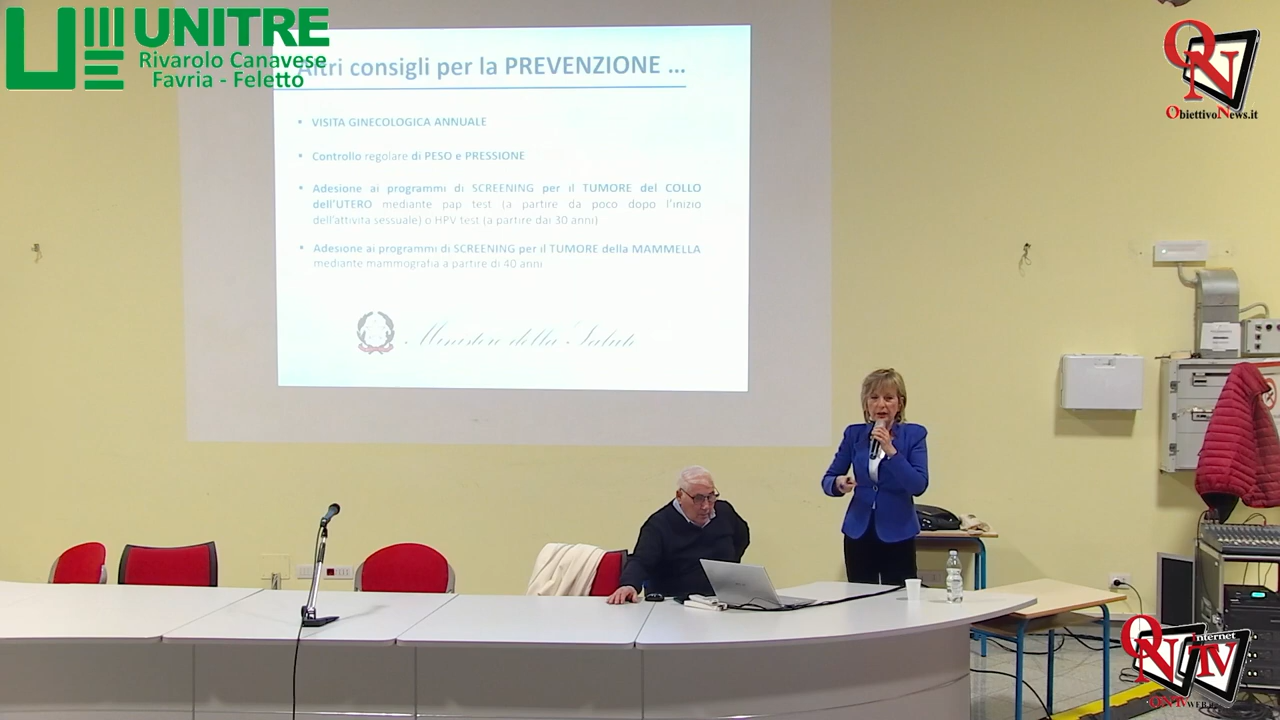 UNITRE
Rivarolo Canavese
Favria - Feletto
Altri consigli per la PREVENZIONE ...
• VISITA GINECOLOGICA ANNUALE
• Controllo regolare di PESO e PRESSIONE
• Adesione ai programmi di SCREENING per il TUMORE del COLLO
dell'UTERO mediante pap test (a partire da poco dopo l'inizio
dell'attività sessuale) o HPV test (a partire dai 30 anni)
• Adesione ai programmi di SCREENING per il TUMORE della MAMMELLA
mediante mammografia a partire di 40 anni
Ministero della Salute
ON
ObiettivoNews.it
internet
ON TV